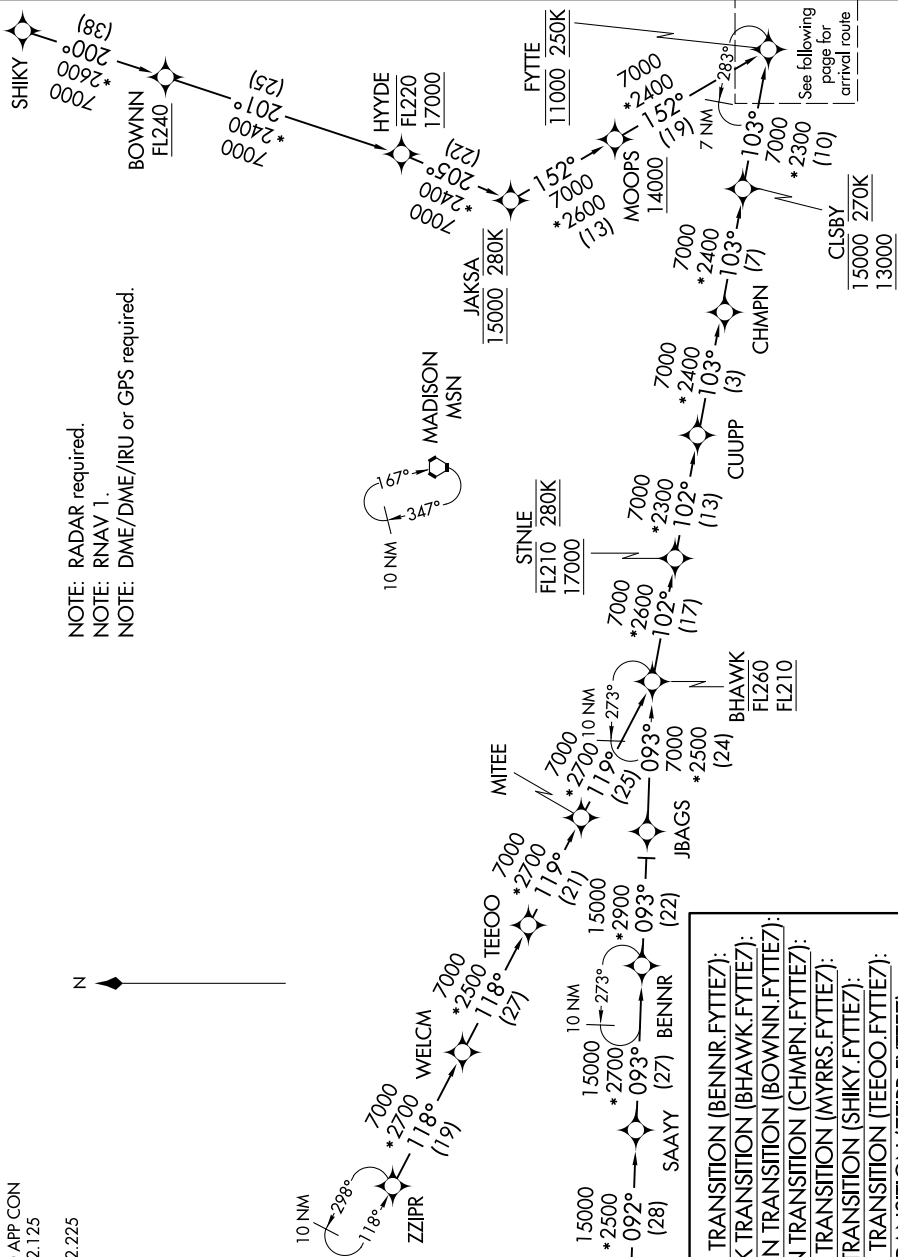 APP CON
2.125
2.225
N
NOTE: RADAR required.
NOTE: RNAV 1.
NOTE: DME/DME/IRU or GPS required.
SHIKY
7000
*2600
200°
(38)
BOWNN
FL240
7000
*2400
201°
(25)
HYYDE
FL220
17000
7000
*2400
205°
(22)
JAKSA
15000 280K
152°
7000
*2600
(13)
MOOPS
14000
7000
*2400
152°
(19)
FYTTE
11000 250K
283°
7 NM
See following
page for
arrival route
103°
7000
*2300
(10)
CLSBY
15000 270K
13000
7000
*2400
103°
(7)
CHMPN
7000
*2400
103°
(3)
CUUPP
7000
*2300
102°
(13)
STNLE
FL210 280K
17000
7000
*2600
102°
(17)
BHAWK
FL260
FL210
10 NM
273°
MADISON
MSN
167°
347°
10 NM
10 NM
298°
118°
ZZIPR
7000
*2700
118°
(19)
WELCM
7000
*2500
118°
(27)
TEEOO
7000
*2700
119°
(21)
MITEE
7000
*2700
119°
(25)
093°
7000
*2500
(24)
JBAGS
15000
*2900
093°
(22)
BENNR
10 NM
273°
15000
*2700
093°
(27)
SAAYY
15000
*2500
092°
(28)
TRANSITION (BENNR.FYTTE7):
K TRANSITION (BHAWK.FYTTE7):
N TRANSITION (BOWNN.FYTTE7):
N TRANSITION (CHMPN.FYTTE7):
TRANSITION (MYRRS.FYTTE7):
TRANSITION (SHIKY.FYTTE7):
TRANSITION (TEEOO.FYTTE7):